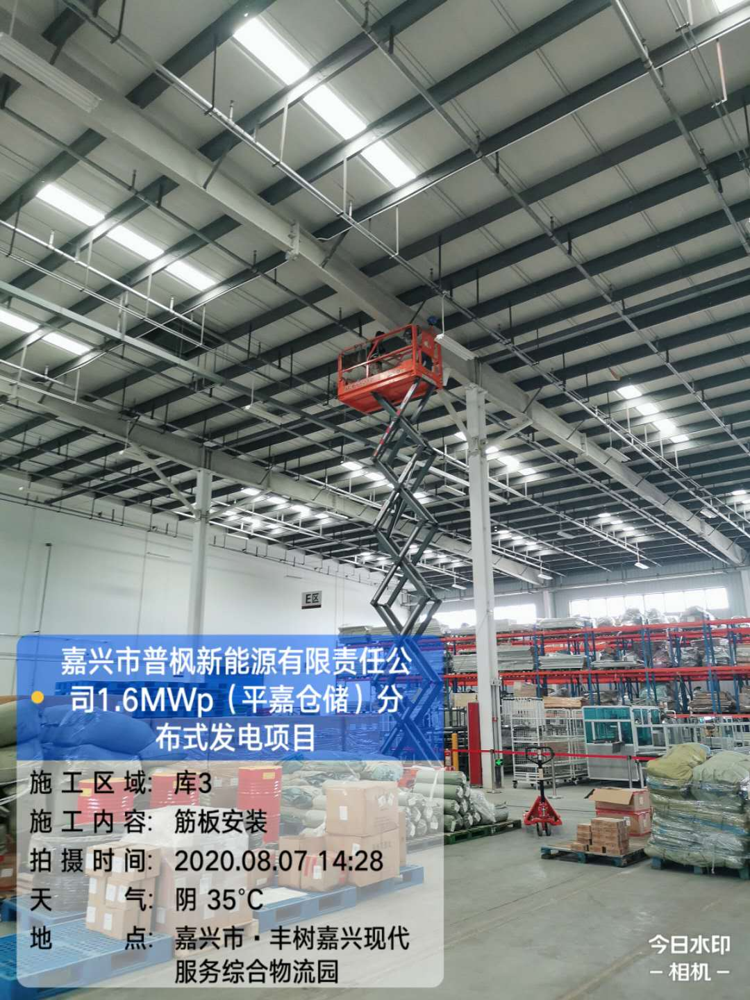 E区
嘉兴市普枫新能源有限责任公
司1.6MWp（平嘉仓储）分
布式发电项目
施工区域: 库3
施工内容: 筋板安装
拍摄时间: 2020.08.07 14:28
天气: 阴 35°C
地点: 嘉兴市·丰树嘉兴现代
服务综合物流园
今日水印
－相机－